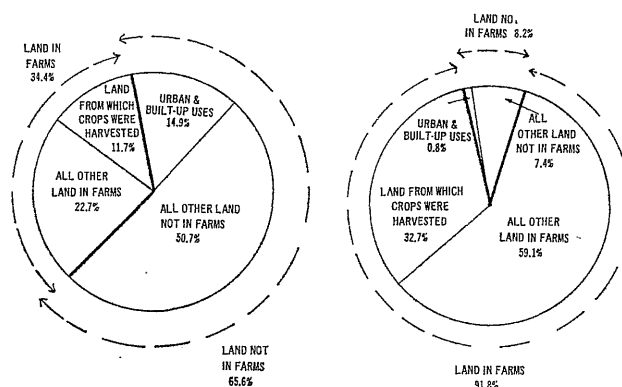 LAND IN
FARMS
34.4%
LAND
FROM WHICH
CROPS WERE
HARVESTED
11.7%
URBAN &
BUILT-UP USES
14.9%
ALL OTHER
LAND IN FARMS
22.7%
ALL OTHER LAND
NOT IN FARMS
50.7%
LAND NOT
IN FARMS
65.6%
LAND NO.
IN FARMS 8.2%
URBAN &
BUILT-UP USES
0.8%
ALL
OTHER LAND
NOT IN FARMS
7.4%
LAND FROM WHICH
CROPS WERE
HARVESTED
32.7%
ALL OTHER
LAND IN FARMS
59.1%
LAND IN FARMS
91.8%